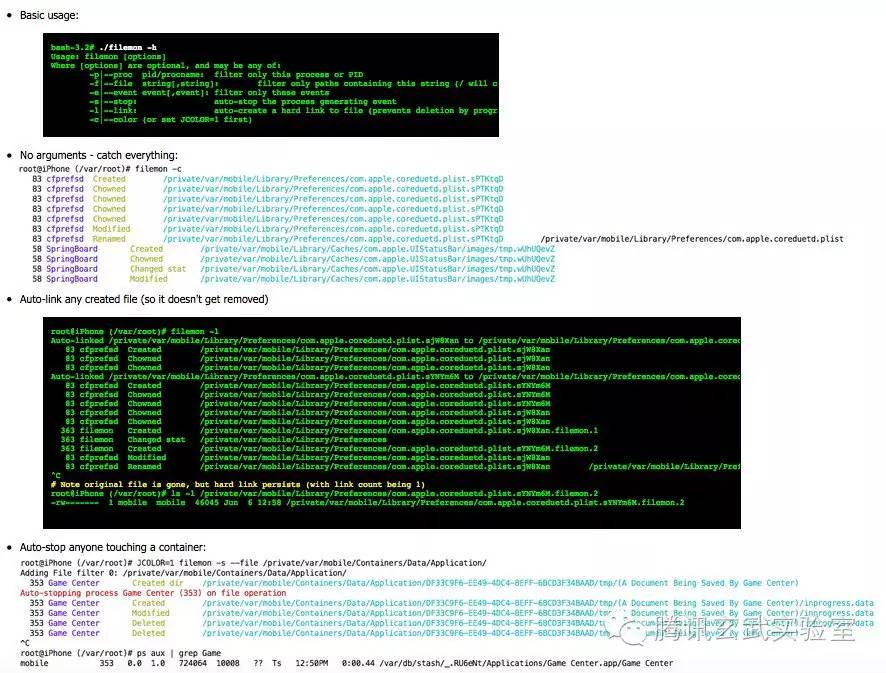 Basic usage:
bash-3.2# ./filemon -h
Usage: filemon [options]
Where [options] are optional, and may be any of:
-p|--proc pid/procname: filter only this process or PID
-f|--file string[,string]: filter only paths containing this string (/ will c
-e|--event event[,event]: filter only these events
-s|--stop: auto-stop the process generating event
-l|--link: auto-create a hard link to file (prevents deletion by progr
-c|--color (or set JCOLOR=1 first)
No arguments - catch everything:
root@iPhone (/var/root)# filemon -c
83 cfprefsd Created /private/var/mobile/Library/Preferences/com.apple.coreduetd.plist.sPTKtqD
83 cfprefsd Chowned /private/var/mobile/Library/Preferences/com.apple.coreduetd.plist.sPTKtqD
83 cfprefsd Chowned /private/var/mobile/Library/Preferences/com.apple.coreduetd.plist.sPTKtqD
83 cfprefsd Chowned /private/var/mobile/Library/Preferences/com.apple.coreduetd.plist.sPTKtqD
83 cfprefsd Chowned /private/var/mobile/Library/Preferences/com.apple.coreduetd.plist.sPTKtqD
83 cfprefsd Modified /private/var/mobile/Library/Preferences/com.apple.coreduetd.plist.sPTKtqD
83 cfprefsd Renamed /private/var/mobile/Library/Preferences/com.apple.coreduetd.plist.sPTKtqD /private/var/mobile/Library/Preferences/com.apple.coreduetd.plist
58 SpringBoard Created /private/var/mobile/Library/Caches/com.apple.UIStatusBar/images/tmp.wUhUQevZ
58 SpringBoard Chowned /private/var/mobile/Library/Caches/com.apple.UIStatusBar/images/tmp.wUhUQevZ
58 SpringBoard Changed stat /private/var/mobile/Library/Caches/com.apple.UIStatusBar/images/tmp.wUhUQevZ
58 SpringBoard Modified /private/var/mobile/Library/Caches/com.apple.UIStatusBar/images/tmp.wUhUQevZ
Auto-link any created file (so it doesn't get removed)
root@iPhone (/var/root)# filemon -l
Auto-linked /private/var/mobile/Library/Preferences/com.apple.coreduetd.plist.sjW8Xan to /private/var/mobile/Library/Preferences/com.apple.cored
83 cfprefsd Created /private/var/mobile/Library/Preferences/com.apple.coreduetd.plist.sjW8Xan
83 cfprefsd Chowned /private/var/mobile/Library/Preferences/com.apple.coreduetd.plist.sjW8Xan
Auto-linked /private/var/mobile/Library/Preferences/com.apple.coreduetd.plist.sYNYm6M to /private/var/mobile/Library/Preferences/com.apple.cored
83 cfprefsd Created /private/var/mobile/Library/Preferences/com.apple.coreduetd.plist.sYNYm6M
83 cfprefsd Chowned /private/var/mobile/Library/Preferences/com.apple.coreduetd.plist.sYNYm6M
83 cfprefsd Chowned /private/var/mobile/Library/Preferences/com.apple.coreduetd.plist.sYNYm6M
83 cfprefsd Chowned /private/var/mobile/Library/Preferences/com.apple.coreduetd.plist.sjW8Xan
83 cfprefsd Chowned /private/var/mobile/Library/Preferences/com.apple.coreduetd.plist.sjW8Xan
363 filemon Created /private/var/mobile/Library/Preferences/com.apple.coreduetd.plist.sjW8Xan.filemon.1
363 filemon Changed stat /private/var/mobile/Library/Preferences
363 filemon Created /private/var/mobile/Library/Preferences/com.apple.coreduetd.plist.sYNYm6M.filemon.2
83 cfprefsd Modified /private/var/mobile/Library/Preferences/com.apple.coreduetd.plist.sjW8Xan
83 cfprefsd Renamed /private/var/mobile/Library/Preferences/com.apple.coreduetd.plist.sjW8Xan /private/var/mobile/Library/Pref
^C
# Note original file is gone, but hard link persists (with link count being 1)
root@iPhone (/var/root)# ls -l /private/var/mobile/Library/Preferences/com.apple.coreduetd.plist.sYNYm6M.filemon.2
-rw------- 1 mobile mobile 46045 Jun 6 12:58 /private/var/mobile/Library/Preferences/com.apple.coreduetd.plist.sYNYm6M.filemon.2
Auto-stop anyone touching a container:
root@iPhone (/var/root)# JCOLOR=1 filemon -s --file /private/var/mobile/Containers/Data/Application/
Adding File filter 0: /private/var/mobile/Containers/Data/Application/
353 Game Center Created dir /private/var/mobile/Containers/Data/Application/DF33C9F6-EE49-4DC4-8EFF-6BCD3F34BAAD/tmp/(A Document Being Saved By Game Center)
Auto-stopping process Game Center (353) on file operation
353 Game Center Created /private/var/mobile/Containers/Data/Application/DF33C9F6-EE49-4DC4-8EFF-6BCD3F34BAAD/tmp/(A Document Being Saved By Game Center)/inprogress.data
353 Game Center Modified /private/var/mobile/Containers/Data/Application/DF33C9F6-EE49-4DC4-8EFF-6BCD3F34BAAD/tmp/(A Document Being Saved By Game Center)/inprogress.data
353 Game Center Deleted /private/var/mobile/Containers/Data/Application/DF33C9F6-EE49-4DC4-8EFF-6BCD3F34BAAD/tmp/(A Document Being Saved By Game Center)/inprogress.data
353 Game Center Deleted /private/var/mobile/Containers/Data/Application/DF33C9F6-EE49-4DC4-8EFF-6BCD3F34BAAD/tmp/(A Document Being Saved By Game Center)
腾讯玄武实验室
^C
root@iPhone (/var/root)# ps aux | grep Game
mobile 353 0.0 1.0 724064 10008 ?? Ts 12:50PM 0:00.44 /var/db/stash/_.RU6eNt/Applications/Game Center.app/Game Center